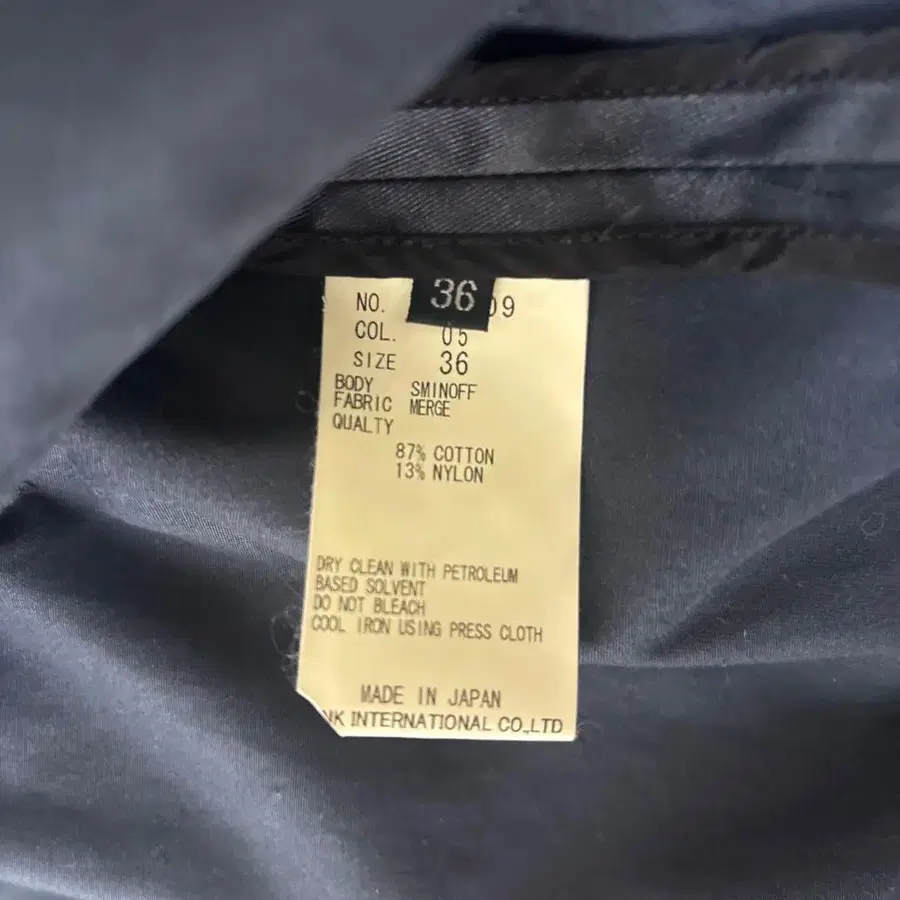 36
NO. 09
COL. 05
SIZE 36
BODY SMINOFF
FABRIC MERGE
QUALTY
87% COTTON
13% NYLON
DRY CLEAN WITH PETROLEUM
BASED SOLVENT
DO NOT BLEACH
COOL IRON USING PRESS CLOTH
MADE IN JAPAN
INTERNATIONAL CO.,LTD